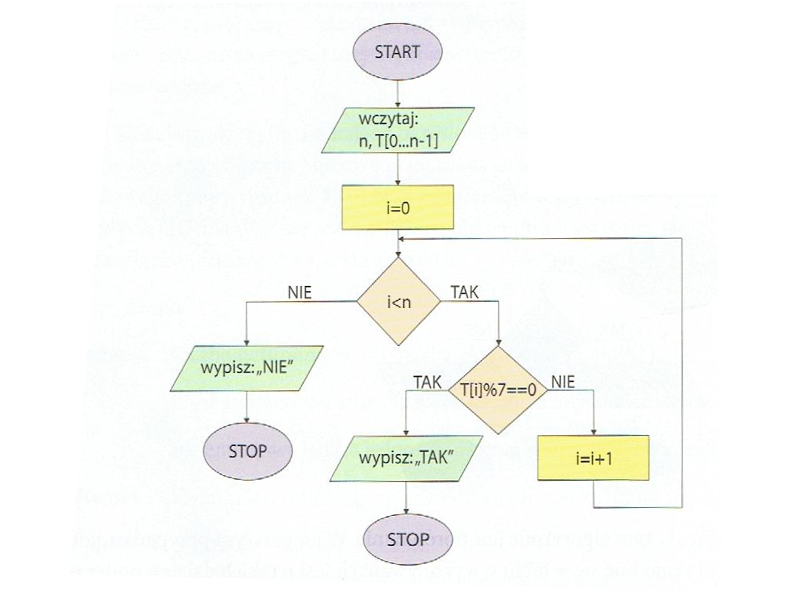 START
wczytaj:
n, T[0...n-1]
i=0
i<n
NIE
TAK
wypisz:„NIE”
STOP
T[i]%7==0
TAK
NIE
wypisz:„TAK”
i=i+1
STOP